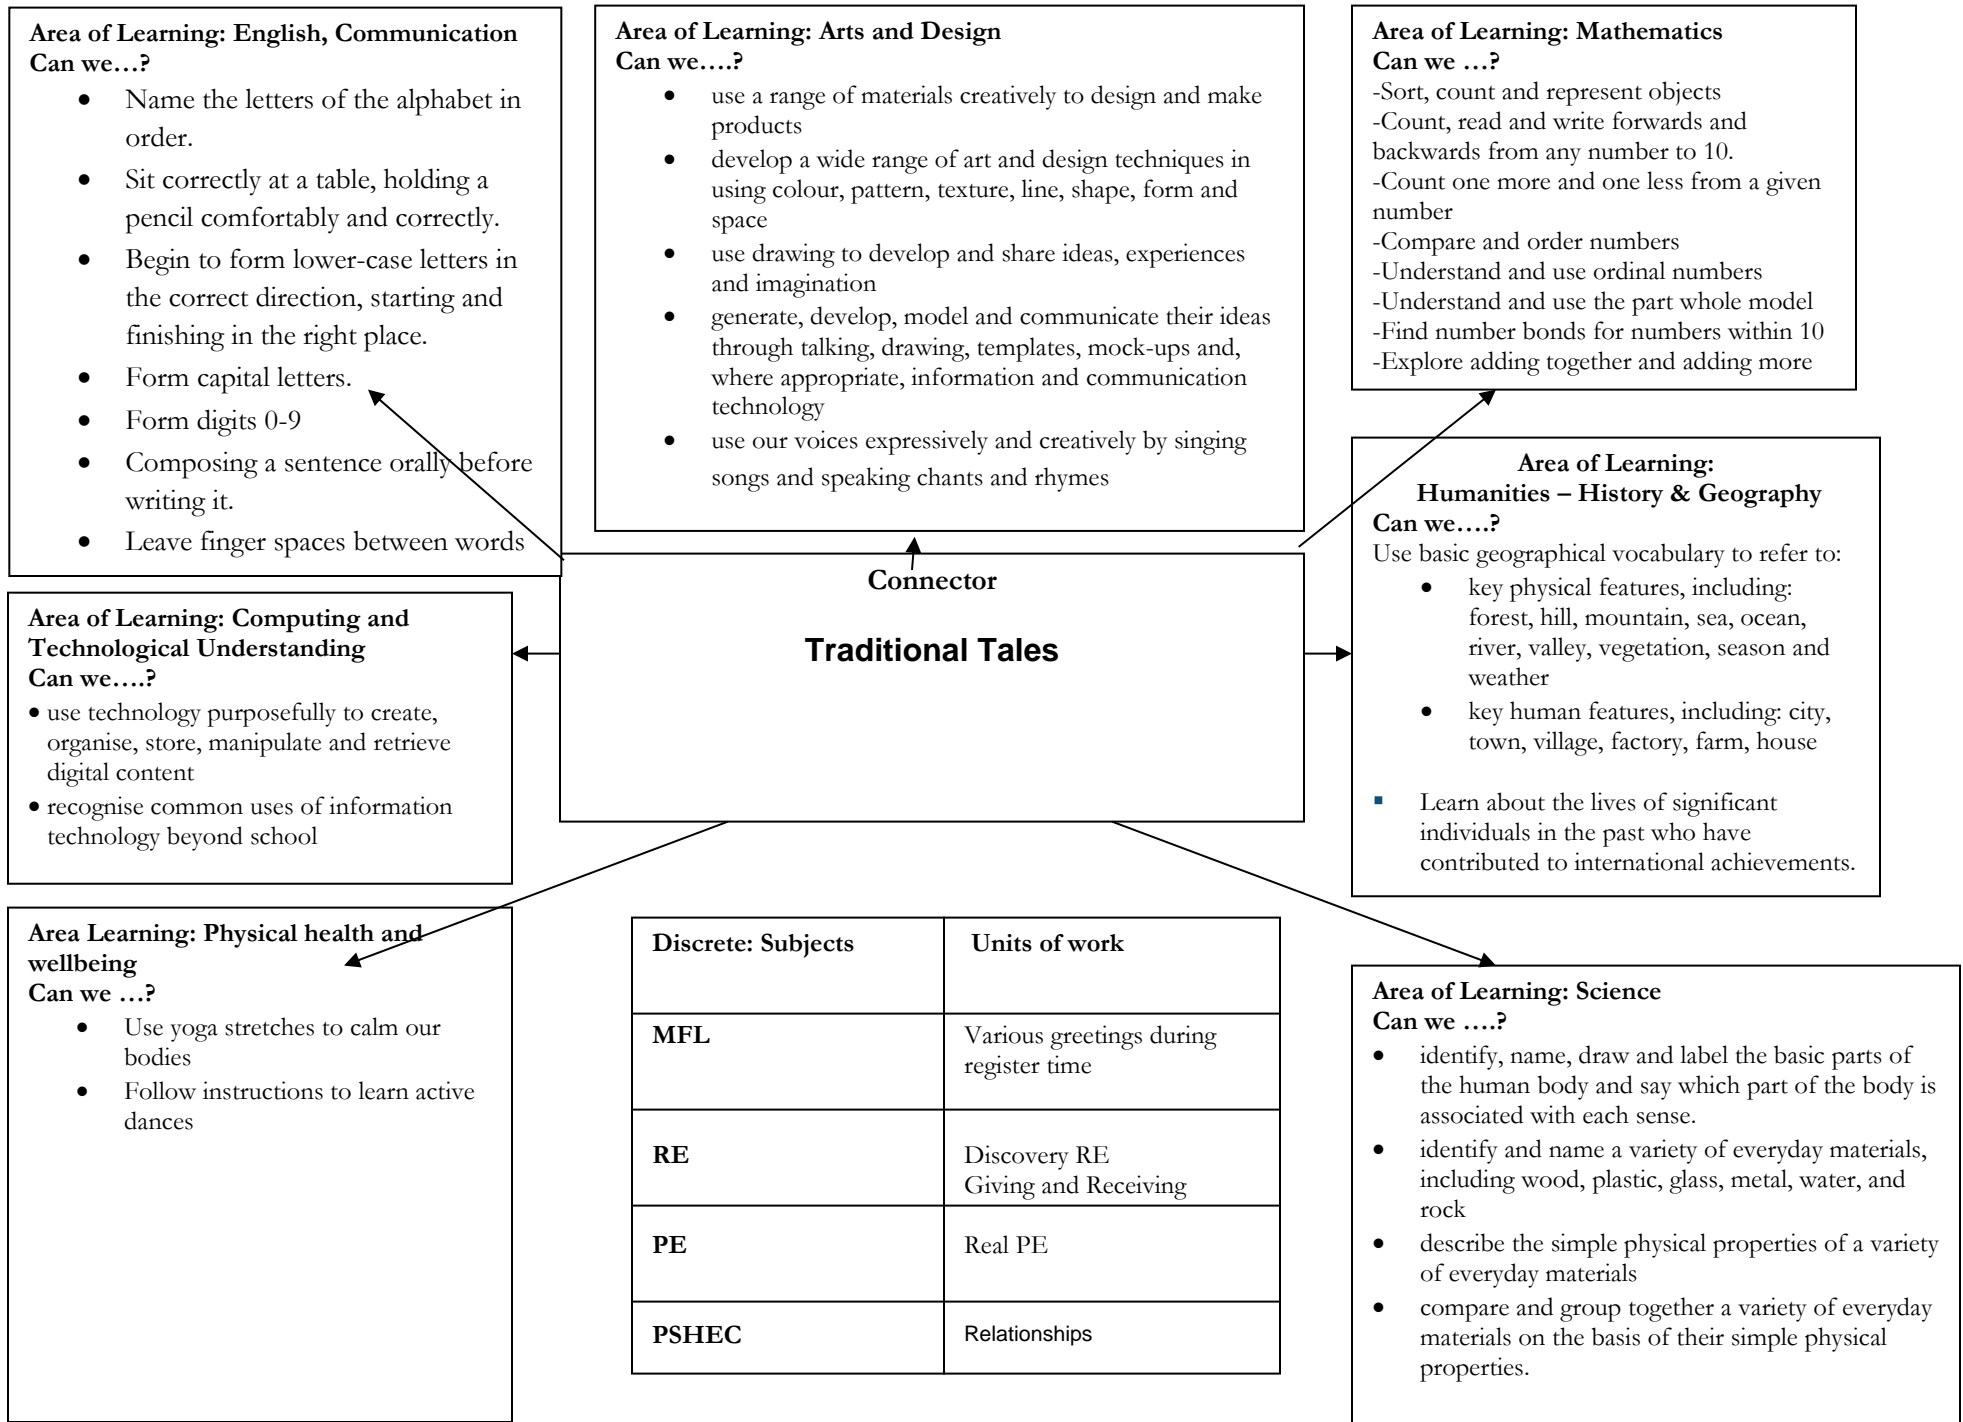 Area of Learning: English, Communication
Can we…?
• Name the letters of the alphabet in
order.
• Sit correctly at a table, holding a
pencil comfortably and correctly.
• Begin to form lower-case letters in
the correct direction, starting and
finishing in the right place.
• Form capital letters.
• Form digits 0-9
• Composing a sentence orally before
writing it.
• Leave finger spaces between words
Area of Learning: Arts and Design
Can we….?
• use a range of materials creatively to design and make
products
• develop a wide range of art and design techniques in
using colour, pattern, texture, line, shape, form and
space
• use drawing to develop and share ideas, experiences
and imagination
• generate, develop, model and communicate their ideas
through talking, drawing, templates, mock-ups and,
where appropriate, information and communication
technology
• use our voices expressively and creatively by singing
songs and speaking chants and rhymes
Area of Learning: Mathematics
Can we …?
-Sort, count and represent objects
-Count, read and write forwards and
backwards from any number to 10.
-Count one more and one less from a given
number
-Compare and order numbers
-Understand and use ordinal numbers
-Understand and use the part whole model
-Find number bonds for numbers within 10
-Explore adding together and adding more
Area of Learning:
Humanities – History & Geography
Can we….?
Use basic geographical vocabulary to refer to:
• key physical features, including:
forest, hill, mountain, sea, ocean,
river, valley, vegetation, season and
weather
• key human features, including: city,
town, village, factory, farm, house
▪ Learn about the lives of significant
individuals in the past who have
contributed to international achievements.
Connector
Traditional Tales
Area of Learning: Computing and
Technological Understanding
Can we….?
• use technology purposefully to create,
organise, store, manipulate and retrieve
digital content
• recognise common uses of information
technology beyond school
Area Learning: Physical health and
wellbeing
Can we …?
• Use yoga stretches to calm our
bodies
• Follow instructions to learn active
dances
Discrete: Subjects Units of work
MFL Various greetings during
register time
RE Discovery RE
Giving and Receiving
PE Real PE
PSHEC Relationships
Area of Learning: Science
Can we ….?
• identify, name, draw and label the basic parts of
the human body and say which part of the body is
associated with each sense.
• identify and name a variety of everyday materials,
including wood, plastic, glass, metal, water, and
rock
• describe the simple physical properties of a variety
of everyday materials
• compare and group together a variety of everyday
materials on the basis of their simple physical
properties.